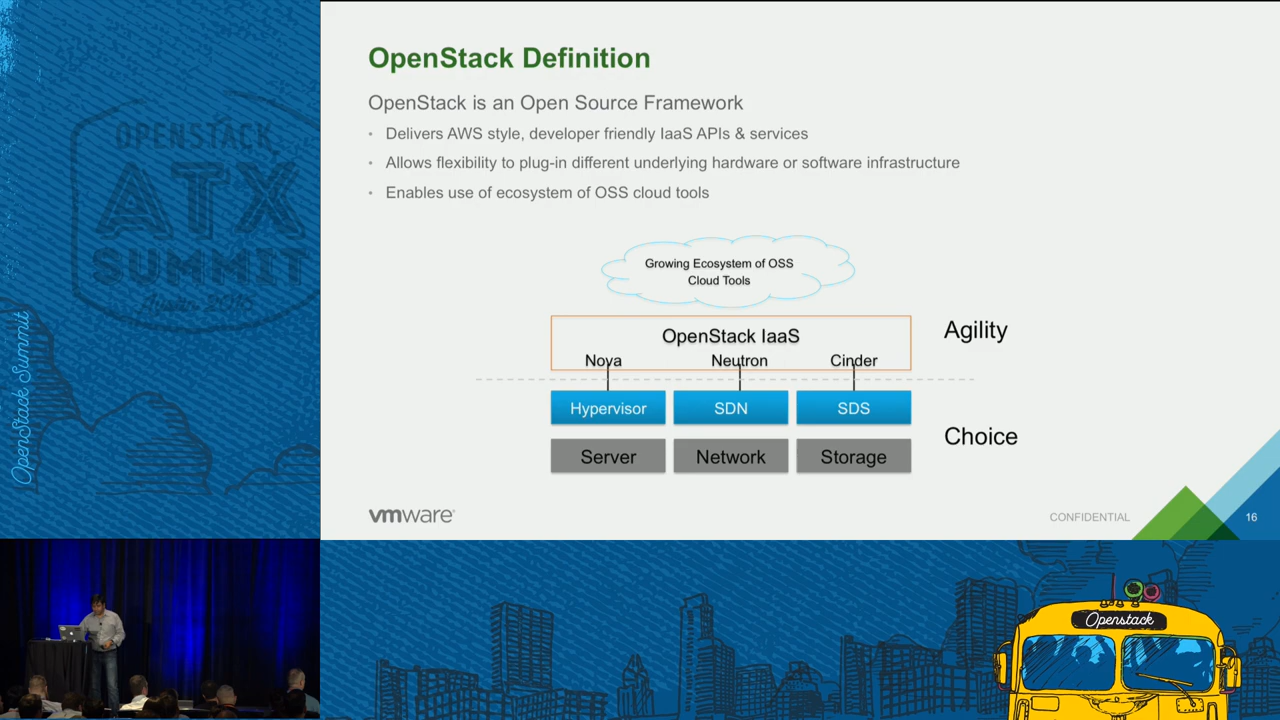 OpenStack Definition
OpenStack is an Open Source Framework
• Delivers AWS style, developer friendly IaaS APIs & services
• Allows flexibility to plug-in different underlying hardware or software infrastructure
• Enables use of ecosystem of OSS cloud tools
Growing Ecosystem of OSS
Cloud Tools
OpenStack IaaS
Nova Neutron Cinder
Agility
Hypervisor SDN SDS
Choice
Server Network Storage
vmware
CONFIDENTIAL
16
OPENSTACK
ATX
SUMMIT
OpenStack Summit
Openstack